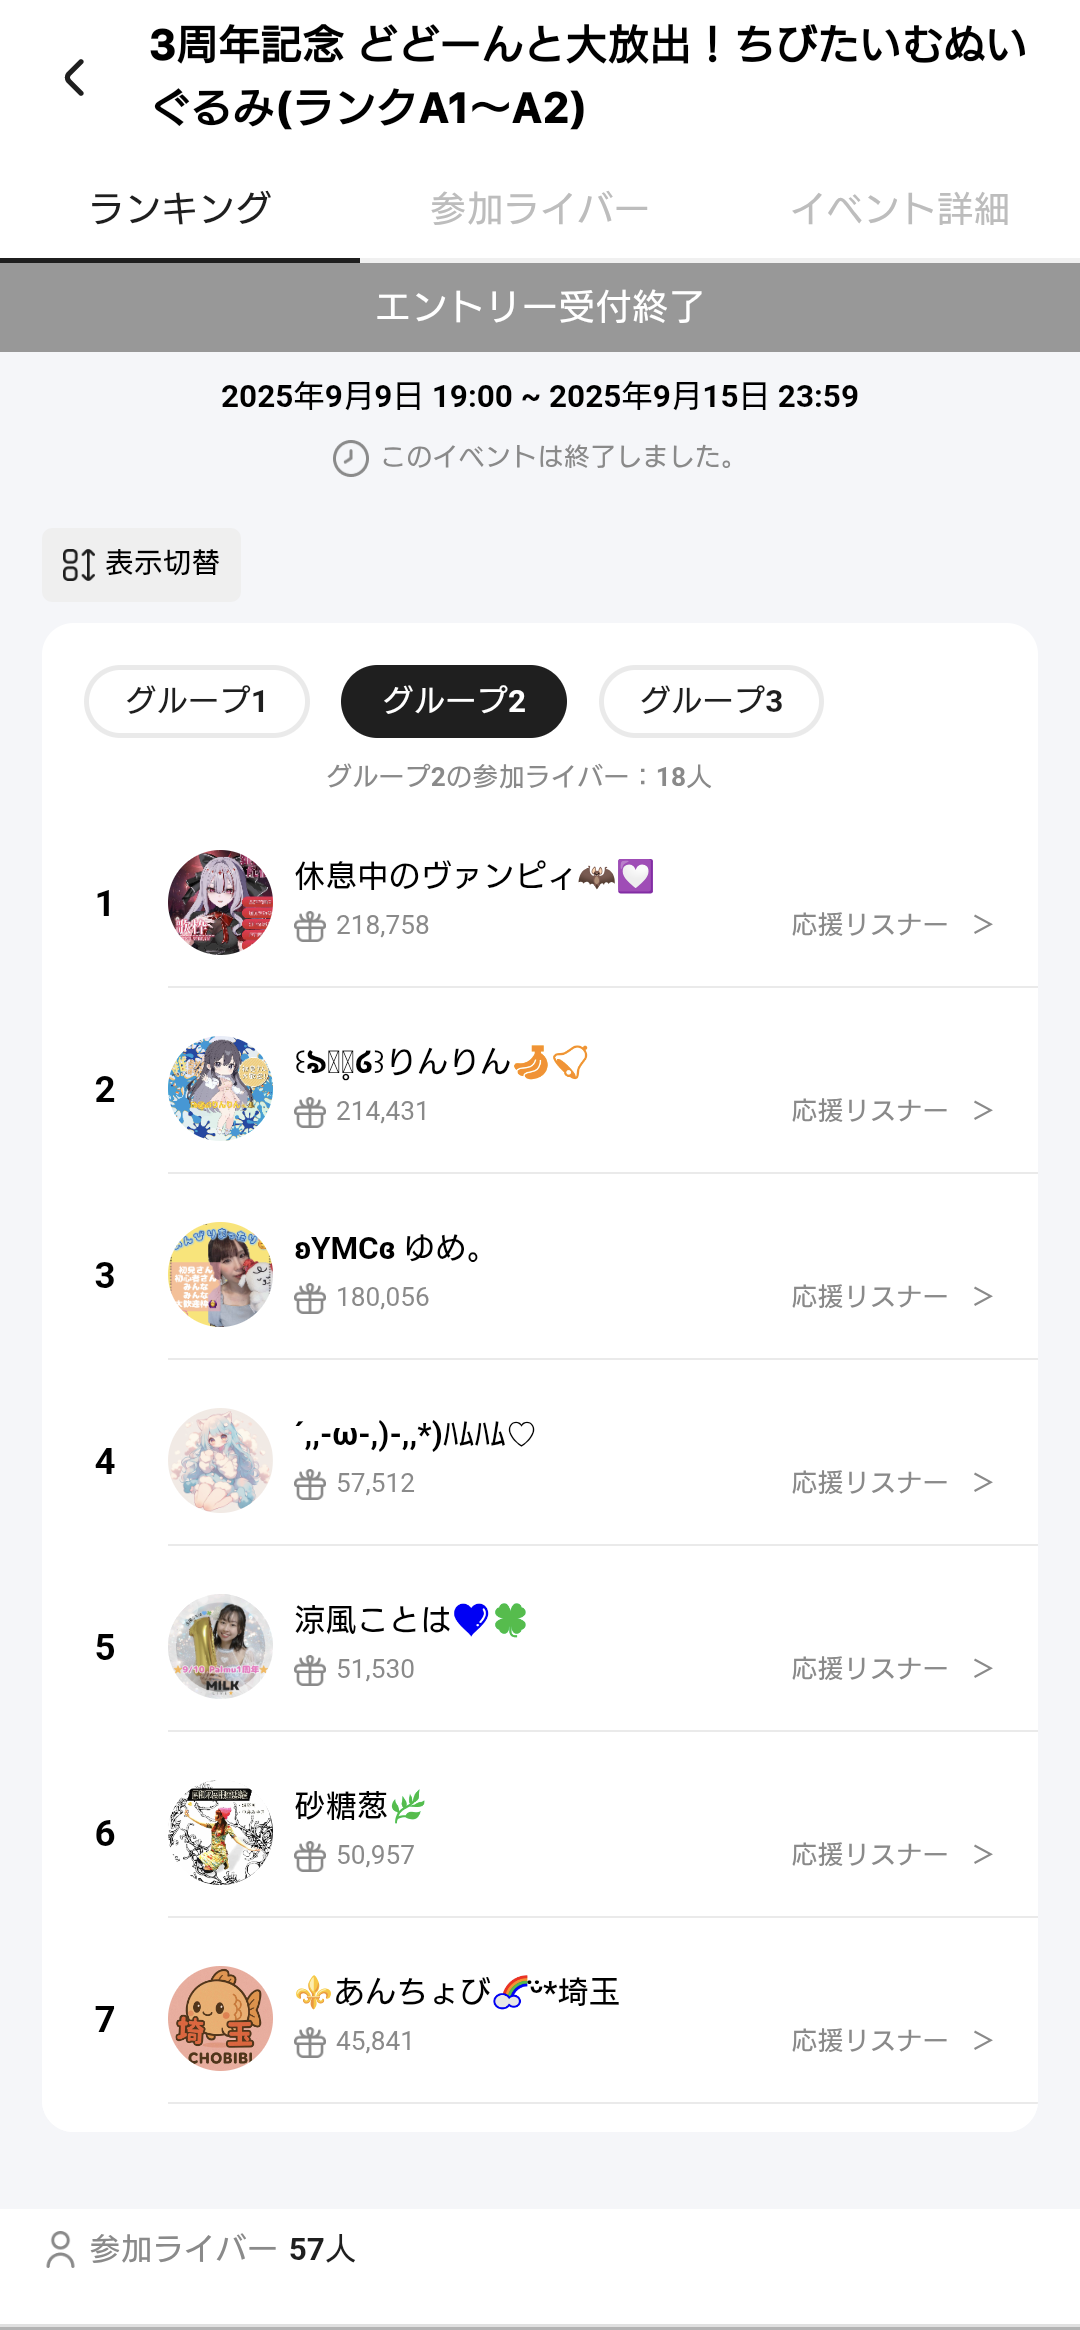 3周年記念 どどーんと大放出！ちびたいむぬい
ぐるみ(ランクA1〜A2)
ランキング 参加ライバー イベント詳細
エントリー受付終了
2025年9月9日 19:00 ~ 2025年9月15日 23:59
このイベントは終了しました。
表示切替
グループ1 グループ2 グループ3
グループ2の参加ライバー：18人
1
休息中のヴァンピィ🦇💟
218,758
応援リスナー >
2
りんりん🍌🔔
214,431
応援リスナー >
3
ʚYMCɞ ゆめ。
180,056
応援リスナー >
4
´,,-ω-,)-,,*)ﾊﾑﾊﾑ♡
57,512
応援リスナー >
5
涼風ことは💙🍀
51,530
応援リスナー >
6
砂糖葱🌿
50,957
応援リスナー >
7
⚜️あんちょび🌈ᵕ̈*埼玉
45,841
応援リスナー >
埼玉
CHOBIBI
MILK
参加ライバー 57人